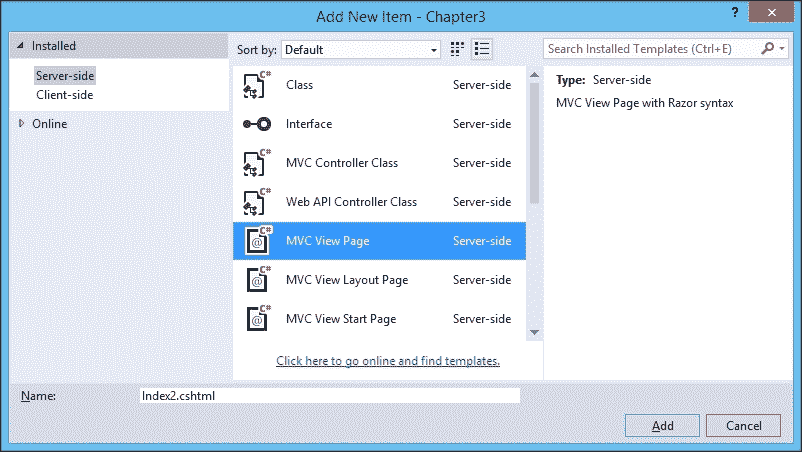 Add New Item - Chapter3
? ×
Installed
Server-side
Client-side
Online
Sort by: Default
Search Installed Templates (Ctrl+E)
C# Class Server-side
C# Interface Server-side
C# MVC Controller Class Server-side
C# Web API Controller Class Server-side
C# @ MVC View Page Server-side
C# @ MVC View Layout Page Server-side
C# @ MVC View Start Page Server-side
Click here to go online and find templates.
Type: Server-side
MVC View Page with Razor syntax
Name: Index2.cshtml
Add Cancel